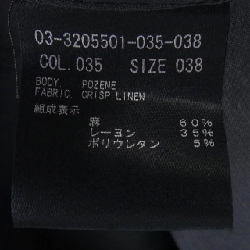 03-3205501-035-038
COL. 035 SIZE 038
BODY. POZENE
FABRIC. CRISP LINEN
組成表示
麻 60%
レーヨン 35%
ポリウレタン 5%